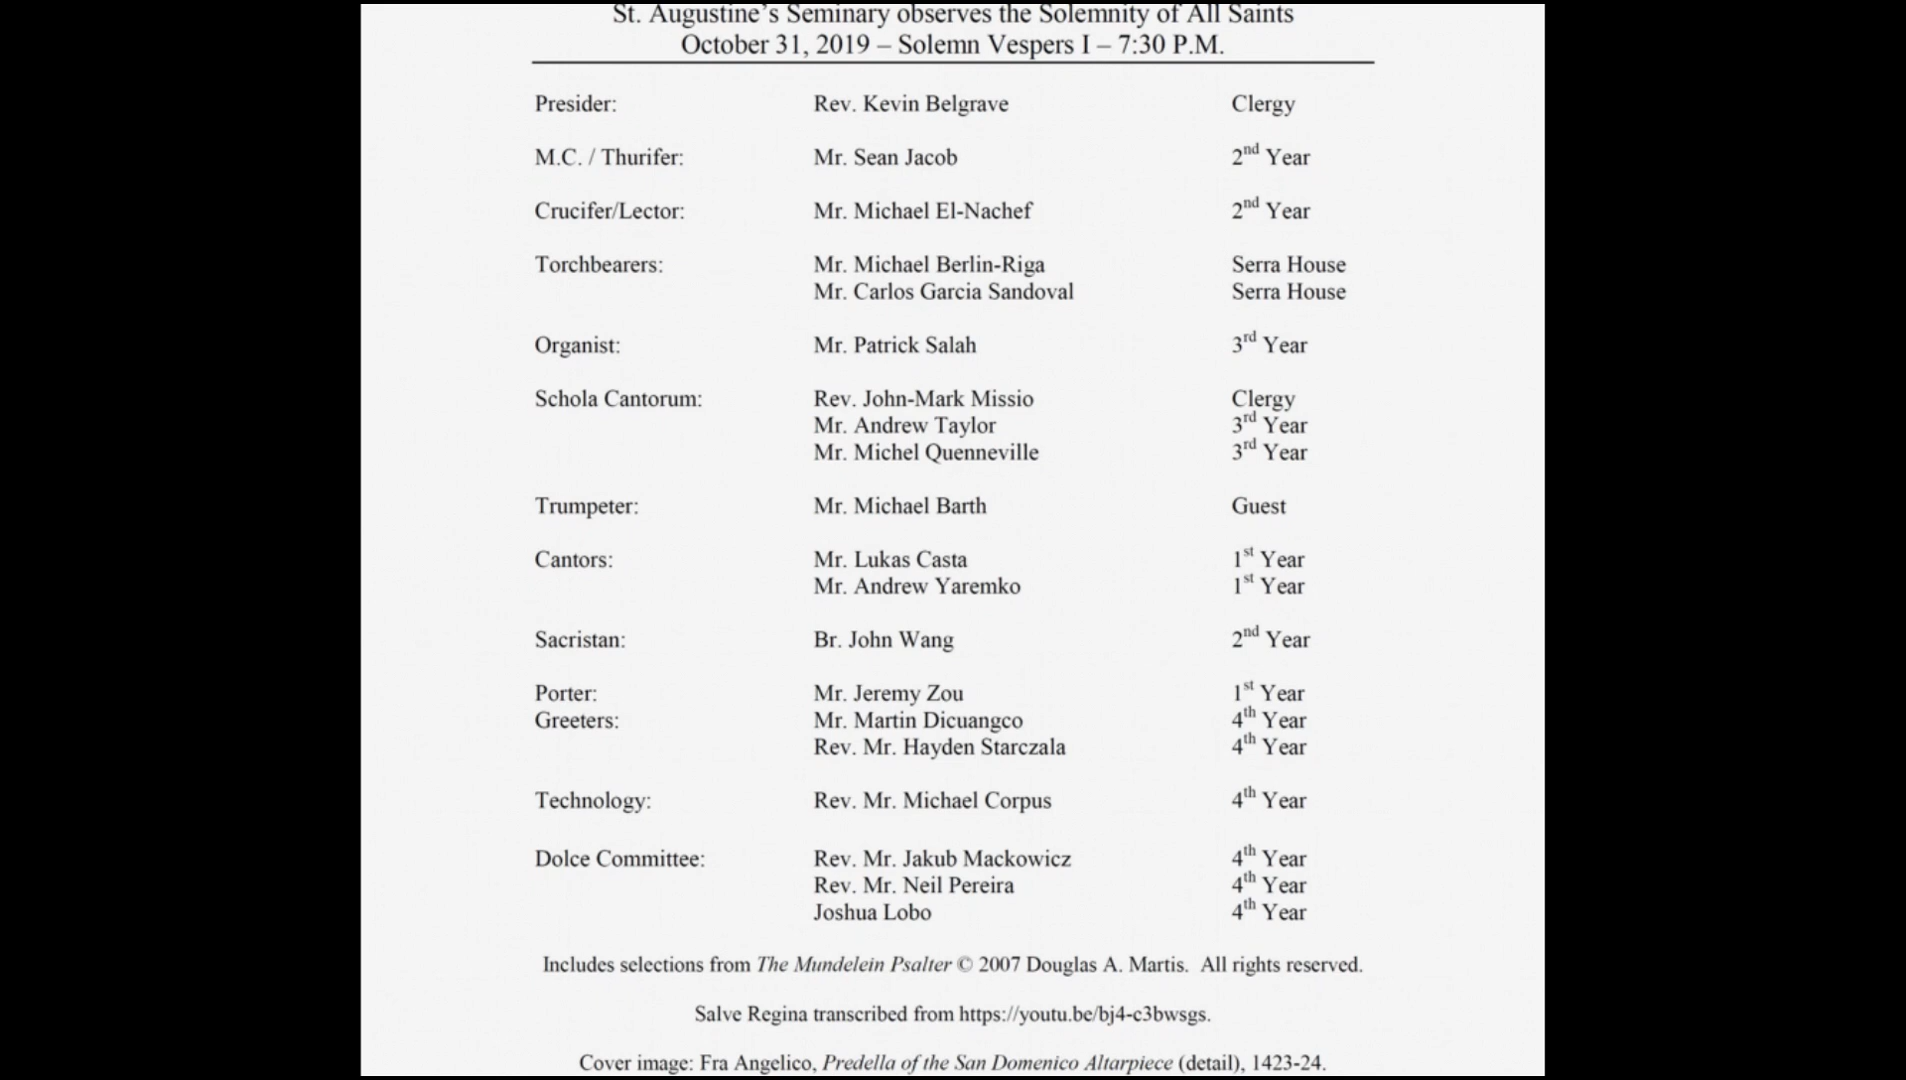 St. Augustine's Seminary observes the Solemnity of All Saints
October 31, 2019 – Solemn Vespers I – 7:30 P.M.
Presider: Rev. Kevin Belgrave Clergy
M.C. / Thurifer: Mr. Sean Jacob 2nd Year
Crucifer/Lector: Mr. Michael El-Nachef 2nd Year
Torchbearers: Mr. Michael Berlin-Riga Serra House
Mr. Carlos Garcia Sandoval Serra House
Organist: Mr. Patrick Salah 3rd Year
Schola Cantorum: Rev. John-Mark Missio Clergy
Mr. Andrew Taylor 3rd Year
Mr. Michel Quenneville 3rd Year
Trumpeter: Mr. Michael Barth Guest
Cantors: Mr. Lukas Casta 1st Year
Mr. Andrew Yaremko 1st Year
Sacristan: Br. John Wang 2nd Year
Porter: Mr. Jeremy Zou 1st Year
Greeters: Mr. Martin Dicuangco 4th Year
Rev. Mr. Hayden Starczala 4th Year
Technology: Rev. Mr. Michael Corpus 4th Year
Dolce Committee: Rev. Mr. Jakub Mackowicz 4th Year
Rev. Mr. Neil Pereira 4th Year
Joshua Lobo 4th Year
Includes selections from The Mundelein Psalter © 2007 Douglas A. Martis. All rights reserved.
Salve Regina transcribed from https://youtu.be/bj4-c3bwsgs.
Cover image: Fra Angelico, Predella of the San Domenico Altarpiece (detail), 1423-24.